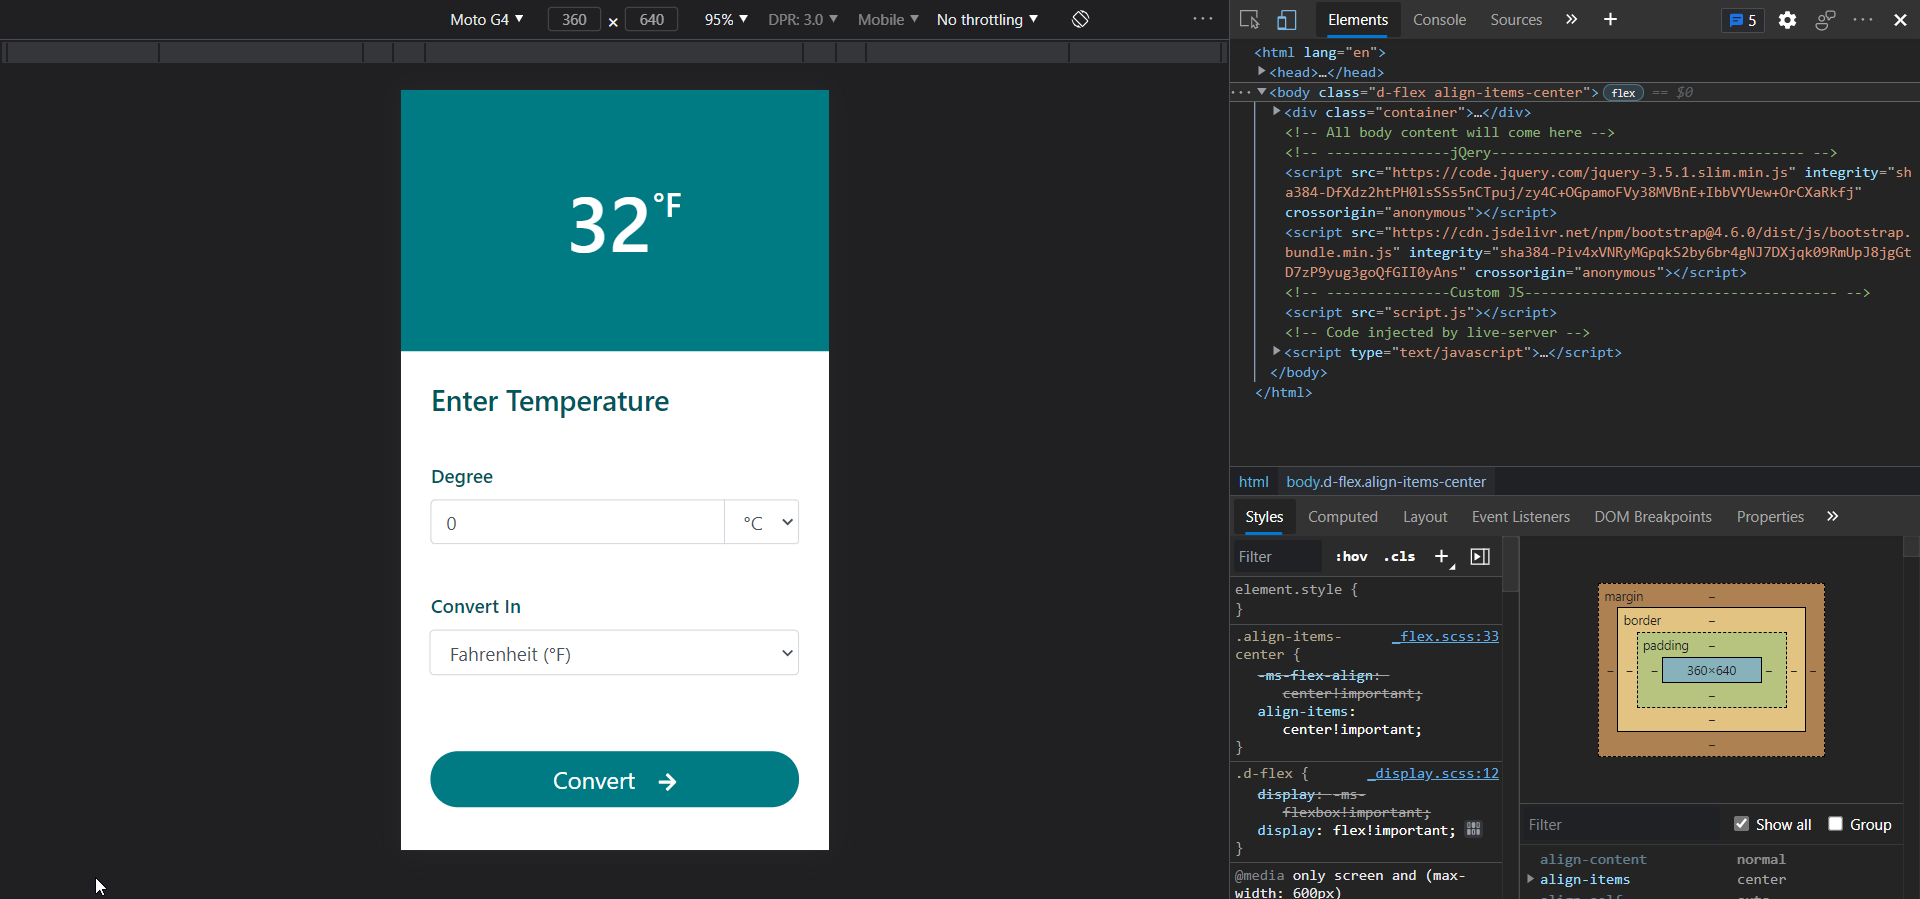 Moto G4 ▼ 360 × 640 95% ▼ DPR: 3.0 ▼ Mobile ▼ No throttling ▼ ···
32°F
Enter Temperature
Degree
0 °C
Convert In
Fahrenheit (°F)
Convert →
Elements Console Sources » + 5 ···
<html lang="en">
<head>…</head>
··· <body class="d-flex align-items-center"> flex == $0
<div class="container">…</div>
<!-- All body content will come here -->
<!-- ---------------jQery-------------------------------------- -->
<script src="https://code.jquery.com/jquery-3.5.1.slim.min.js" integrity="sh
a384-DfXdz2htPH0lsSSs5nCTpuj/zy4C+OGpamoFVy38MVBnE+IbbVYUew+OrCXaRkfj"
crossorigin="anonymous"></script>
<script src="https://cdn.jsdelivr.net/npm/bootstrap@4.6.0/dist/js/bootstrap.
bundle.min.js" integrity="sha384-Piv4xVNRyMGpqkS2by6br4gNJ7DXjqk09RmUpJ8jgGt
D7zP9yug3goQfGII0yAns" crossorigin="anonymous"></script>
<!-- ---------------Custom JS-------------------------------------- -->
<script src="script.js"></script>
<!-- Code injected by live-server -->
<script type="text/javascript">…</script>
</body>
</html>
html body.d-flex.align-items-center
Styles Computed Layout Event Listeners DOM Breakpoints Properties »
Filter :hov .cls +
element.style {
}
.align-items- _flex.scss:33
center {
-ms-flex-align:
center!important;
align-items:
center!important;
}
.d-flex { _display.scss:12
display: -ms-
flexbox!important;
display: flex!important;
}
@media only screen and (max-
width: 600px)
margin –
border –
padding –
– – – 360×640 – – –
–
–
–
Filter Show all Group
align-content normal
align-items center
align-self auto